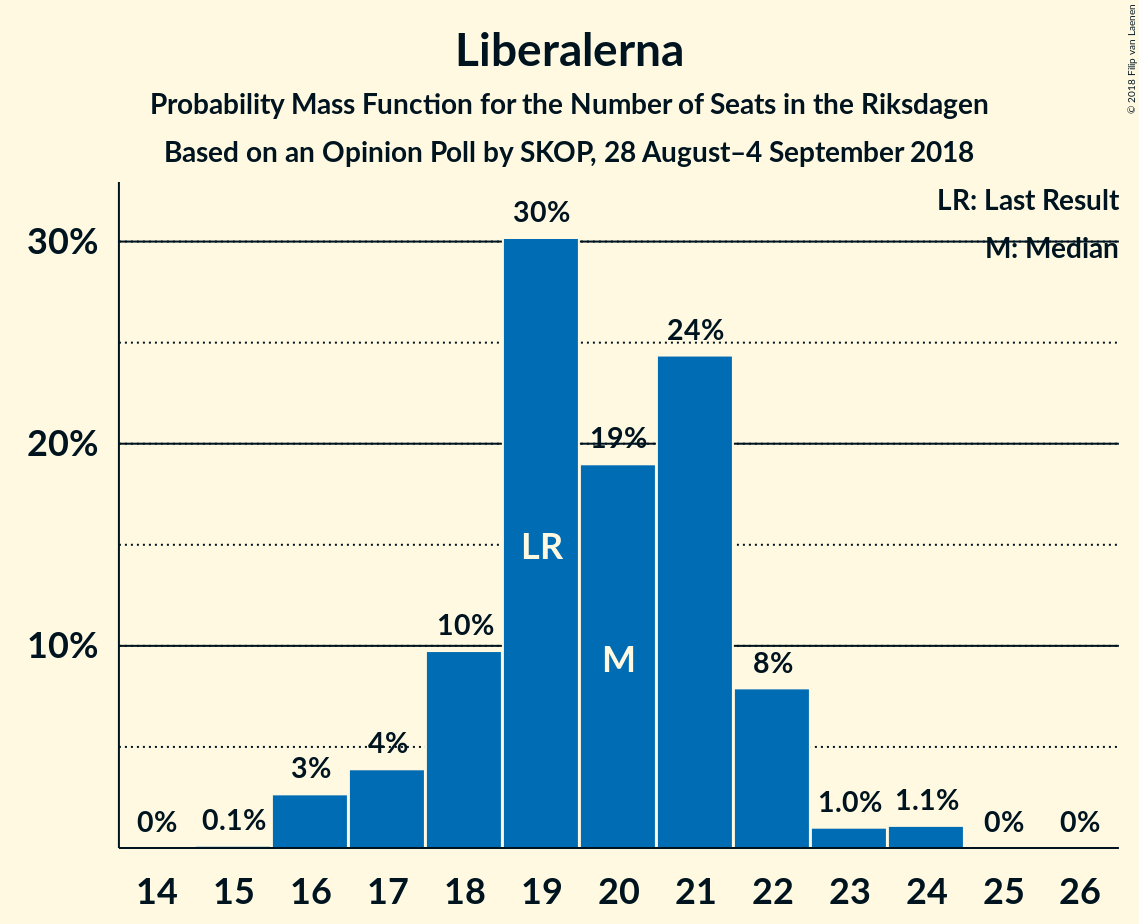 Liberalerna
Probability Mass Function for the Number of Seats in the Riksdagen
Based on an Opinion Poll by SKOP, 28 August–4 September 2018
© 2018 Filip van Laenen
LR: Last Result
M: Median
30%
20%
10%
0%
0.1%
3%
4%
10%
30%
19%
24%
8%
1.0%
1.1%
0%
0%
LR
M
14 15 16 17 18 19 20 21 22 23 24 25 26